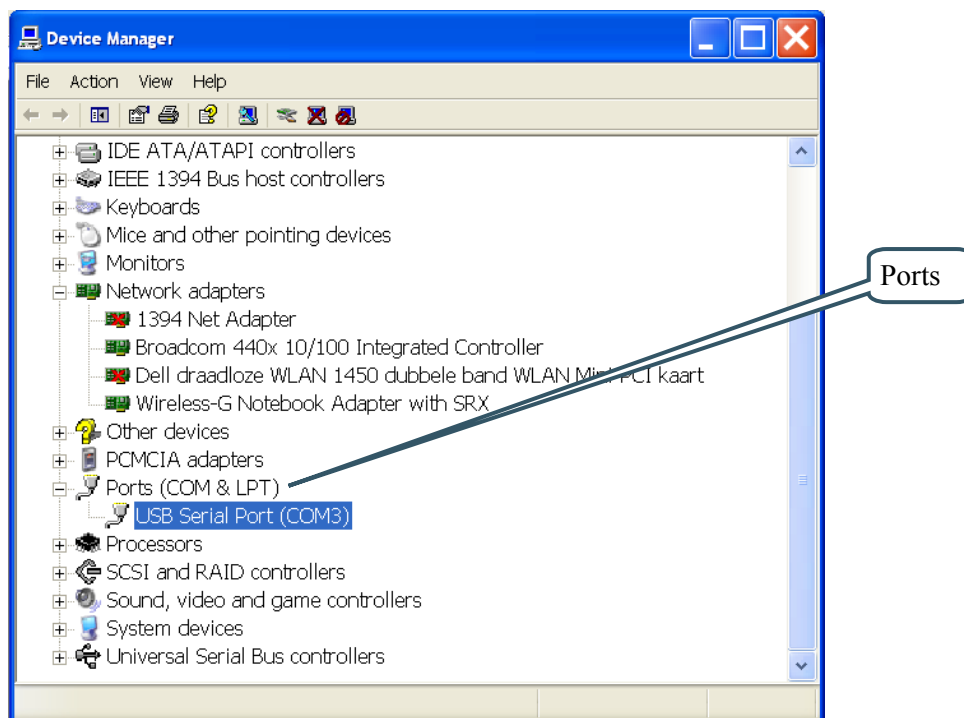 Device Manager
File Action View Help
IDE ATA/ATAPI controllers
IEEE 1394 Bus host controllers
Keyboards
Mice and other pointing devices
Monitors
Network adapters
1394 Net Adapter
Broadcom 440x 10/100 Integrated Controller
Dell draadloze WLAN 1450 dubbele band WLAN Mini-PCI kaart
Wireless-G Notebook Adapter with SRX
Other devices
PCMCIA adapters
Ports (COM & LPT)
USB Serial Port (COM3)
Processors
SCSI and RAID controllers
Sound, video and game controllers
System devices
Universal Serial Bus controllers
Ports